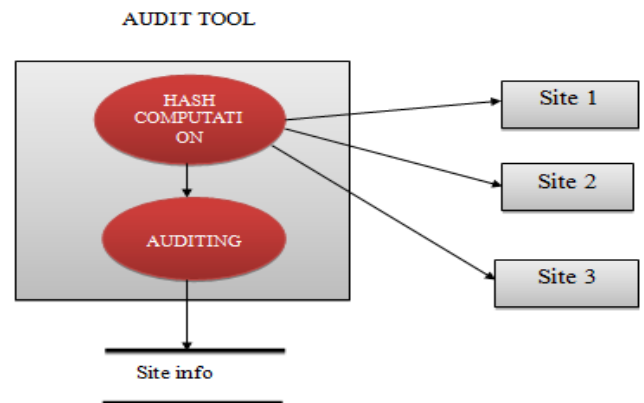 AUDIT TOOL
HASH
COMPUTATI
ON
Site 1
Site 2
AUDITING
Site 3
Site info